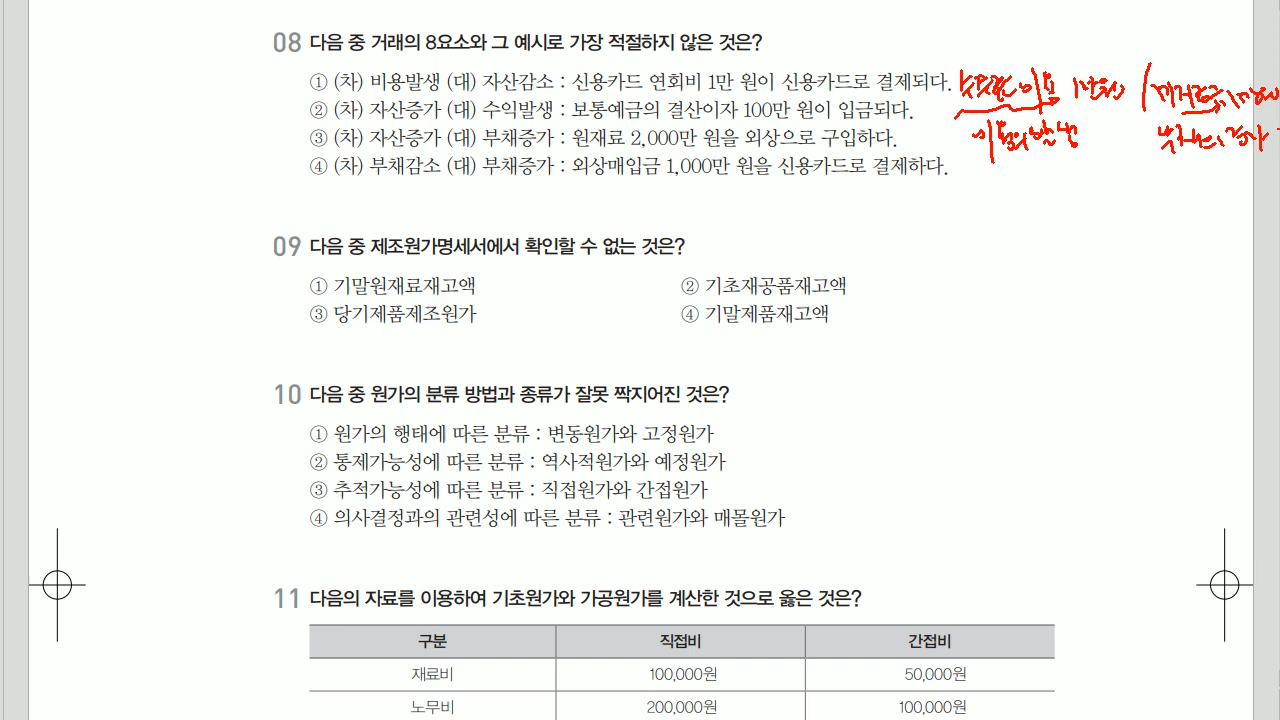 08 다음 중 거래의 8요소와 그 예시로 가장 적절하지 않은 것은?
① (차) 비용발생 (대) 자산감소 : 신용카드 연회비 1만 원이 신용카드로 결제되다.
1만원
② (차) 자산증가 (대) 수익발생 : 보통예금의 결산이자 100만 원이 입금되다.
비용의 발생
③ (차) 자산증가 (대) 부채증가 : 원재료 2,000만 원을 외상으로 구입하다.
④ (차) 부채감소 (대) 부채증가 : 외상매입금 1,000만 원을 신용카드로 결제하다.
09 다음 중 제조원가명세서에서 확인할 수 없는 것은?
① 기말원재료재고액 ② 기초재공품재고액
③ 당기제품제조원가 ④ 기말제품재고액
10 다음 중 원가의 분류 방법과 종류가 잘못 짝지어진 것은?
① 원가의 행태에 따른 분류 : 변동원가와 고정원가
② 통제가능성에 따른 분류 : 역사적원가와 예정원가
③ 추적가능성에 따른 분류 : 직접원가와 간접원가
④ 의사결정과의 관련성에 따른 분류 : 관련원가와 매몰원가
11 다음의 자료를 이용하여 기초원가와 가공원가를 계산한 것으로 옳은 것은?
구분 직접비 간접비
재료비 100,000원 50,000원
노무비 200,000원 100,000원